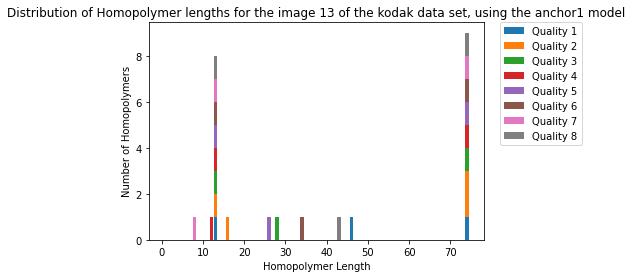 Distribution of Homopolymer lengths for the image 13 of the kodak data set, using the anchor1 model
Number of Homopolymers
8
6
4
2
0
0 10 20 30 40 50 60 70
Homopolymer Length
Quality 1
Quality 2
Quality 3
Quality 4
Quality 5
Quality 6
Quality 7
Quality 8